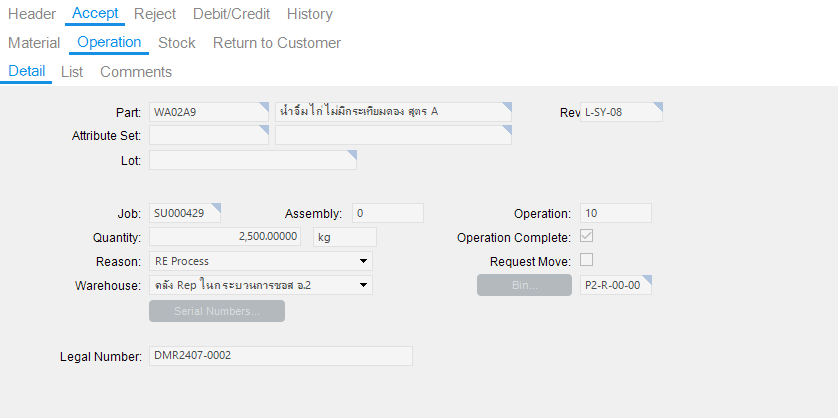 Header Accept Reject Debit/Credit History
Material Operation Stock Return to Customer
Detail List Comments
Part: WA02A9 น้ำจิ้มไก่ไม่มีกระเทียมดอง สูตร A Rev L-SY-08
Attribute Set:
Lot:
Job: SU000429 Assembly: 0 Operation: 10
Quantity: 2,500.00000 kg Operation Complete:
Reason: RE Process Request Move:
Warehouse: คลัง Rep ในกระบวนการซอส อ.2 Bin... P2-R-00-00
Serial Numbers...
Legal Number: DMR2407-0002